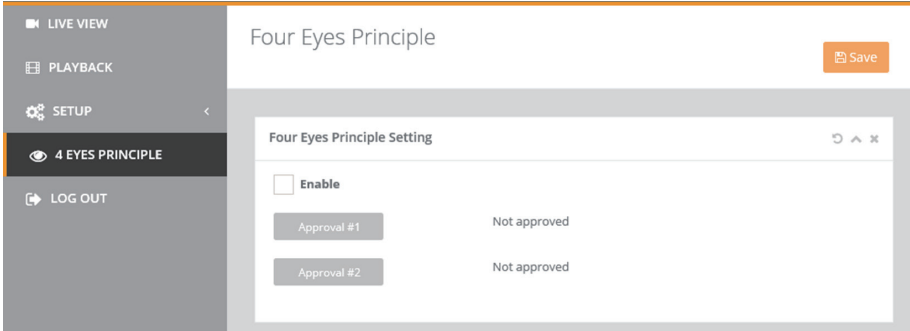 LIVE VIEW
PLAYBACK
SETUP
4 EYES PRINCIPLE
LOG OUT
Four Eyes Principle
Save
Four Eyes Principle Setting
Enable
Approval #1 Not approved
Approval #2 Not approved